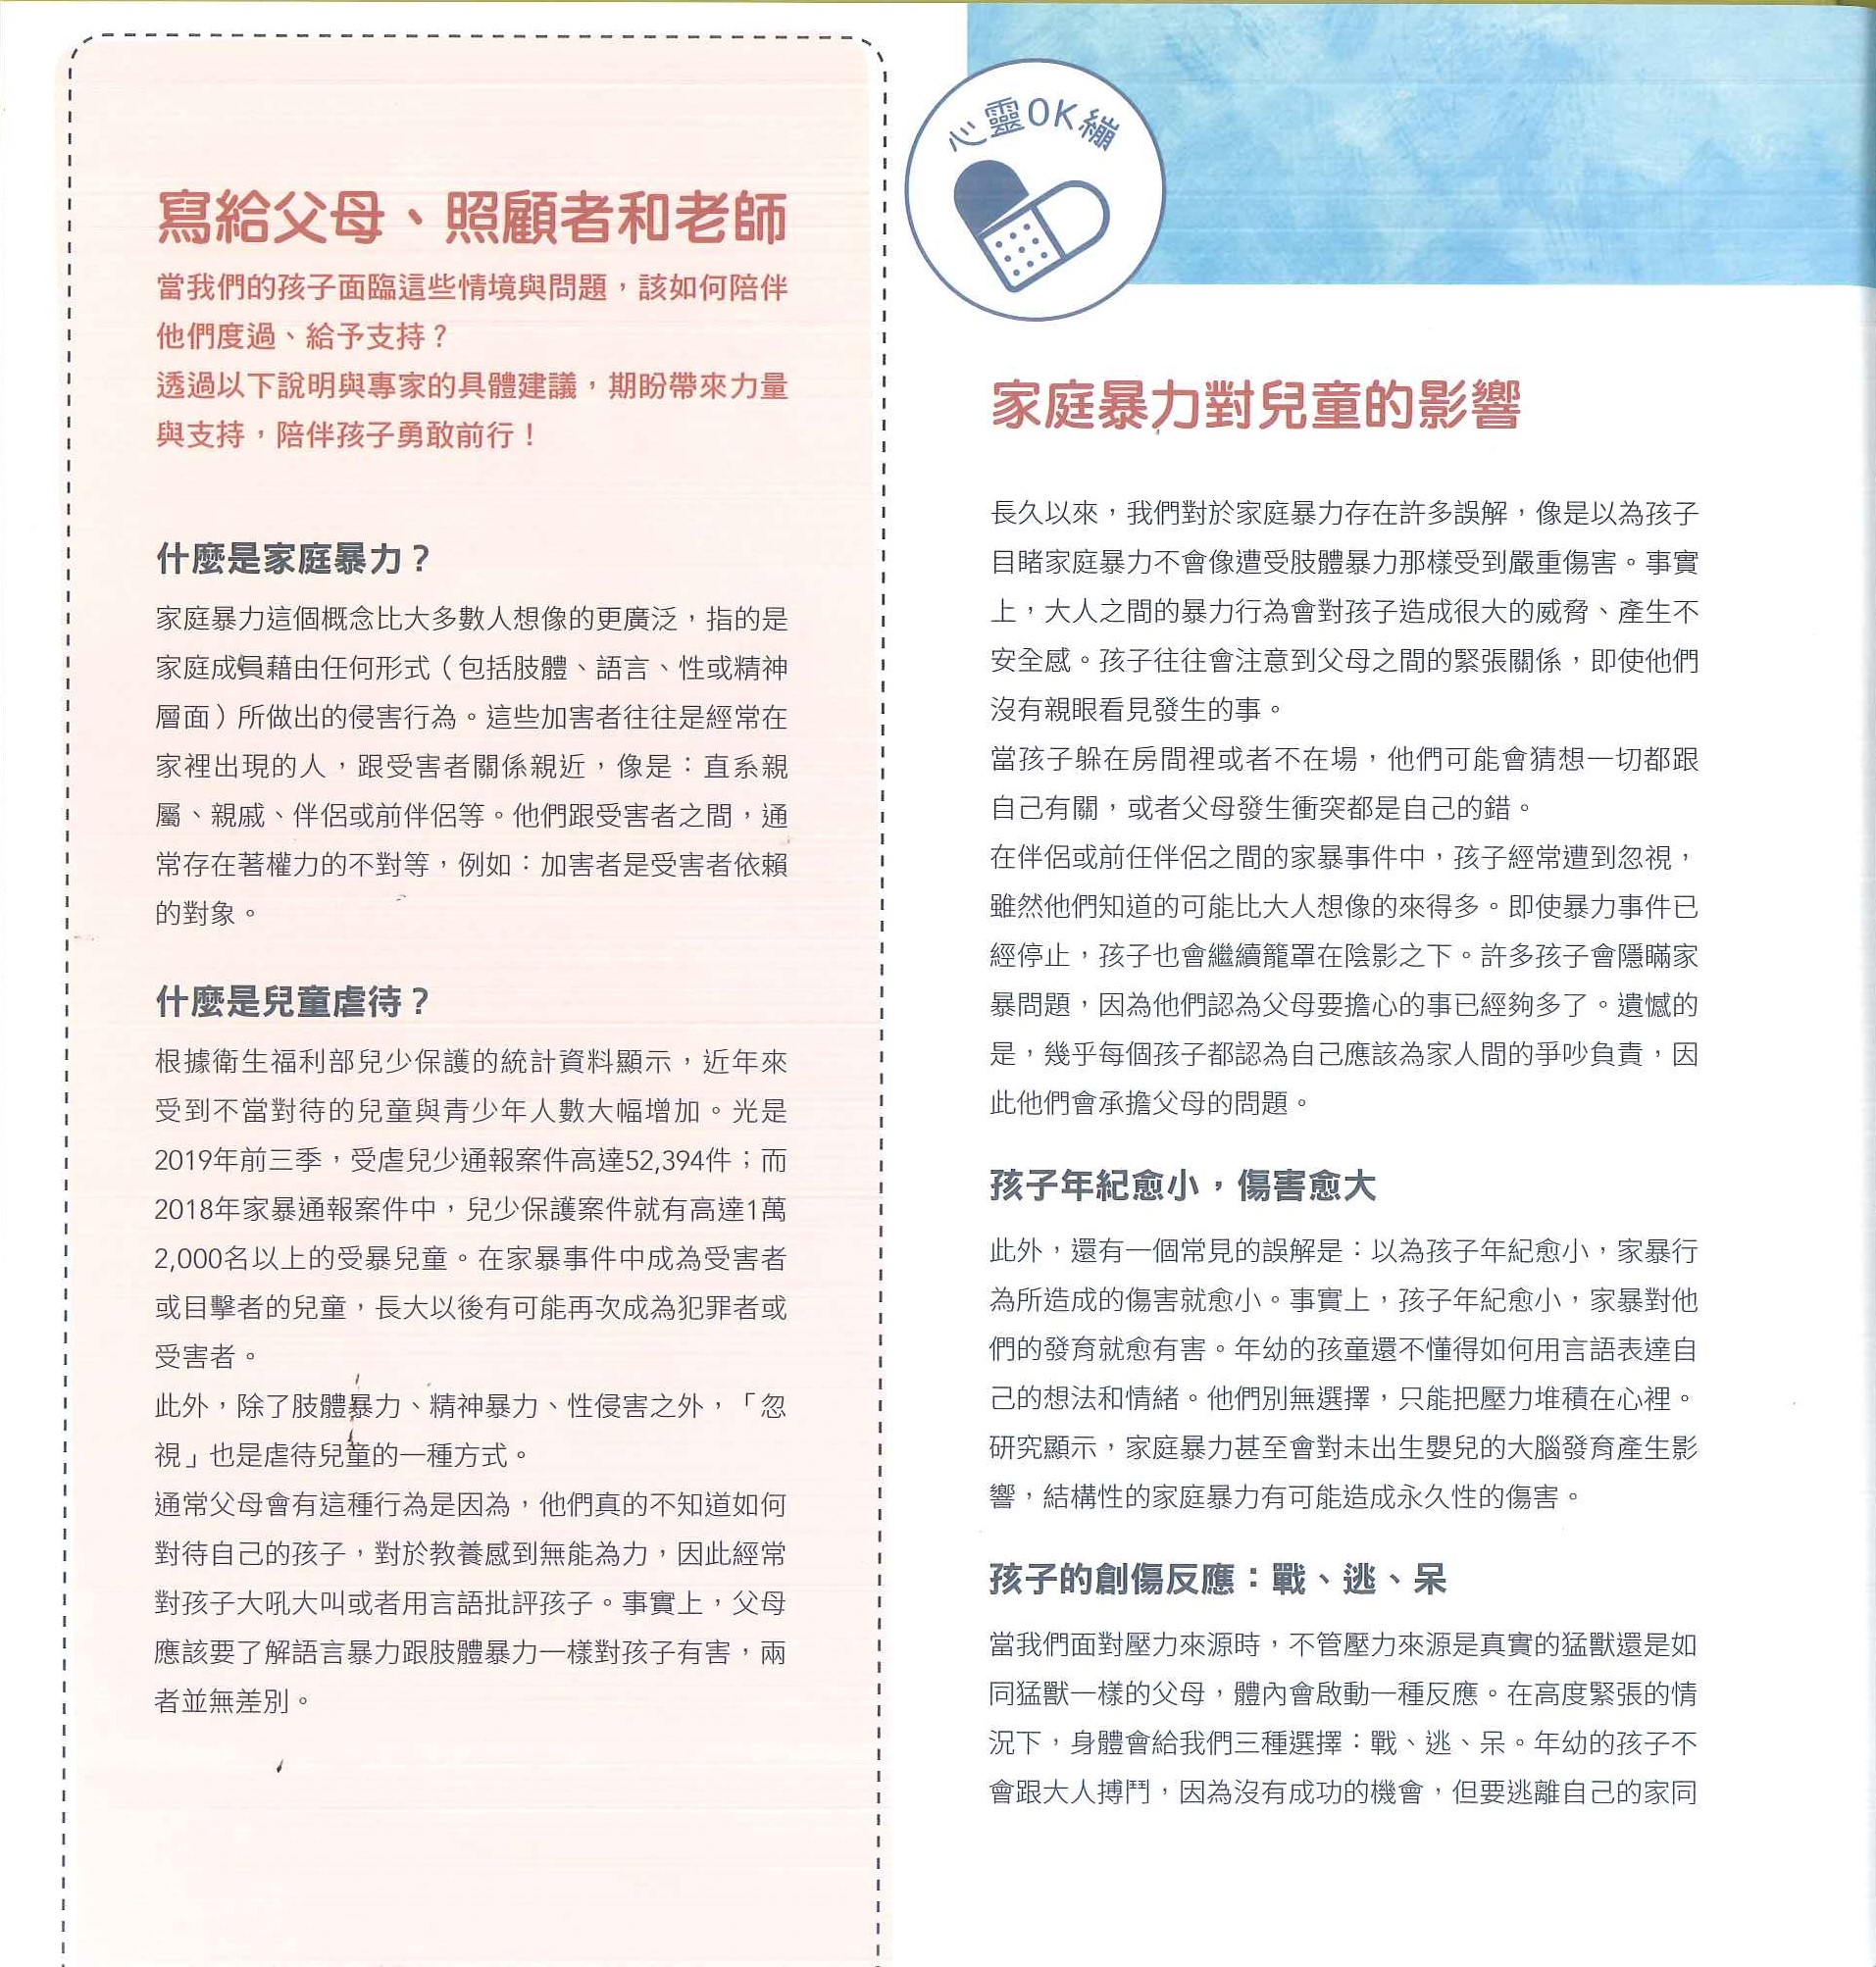 寫給父母、照顧者和老師
當我們的孩子面臨這些情境與問題，該如何陪伴
他們度過、給予支持？
透過以下說明與專家的具體建議，期盼帶來力量
與支持，陪伴孩子勇敢前行！
什麼是家庭暴力？
家庭暴力這個概念比大多數人想像的更廣泛，指的是
家庭成員藉由任何形式（包括肢體、語言、性或精神
層面）所做出的侵害行為。這些加害者往往是經常在
家裡出現的人，跟受害者關係親近，像是：直系親
屬、親戚、伴侶或前伴侶等。他們跟受害者之間，通
常存在著權力的不對等，例如：加害者是受害者依賴
的對象。
什麼是兒童虐待？
根據衛生福利部兒少保護的統計資料顯示，近年來
受到不當對待的兒童與青少年人數大幅增加。光是
2019年前三季，受虐兒少通報案件高達52,394件；而
2018年家暴通報案件中，兒少保護案件就有高達1萬
2,000名以上的受暴兒童。在家暴事件中成為受害者
或目擊者的兒童，長大以後有可能再次成為犯罪者或
受害者。
此外，除了肢體暴力、精神暴力、性侵害之外，「忽
視」也是虐待兒童的一種方式。
通常父母會有這種行為是因為，他們真的不知道如何
對待自己的孩子，對於教養感到無能為力，因此經常
對孩子大吼大叫或者用言語批評孩子。事實上，父母
應該要了解語言暴力跟肢體暴力一樣對孩子有害，兩
者並無差別。
心靈OK繃
家庭暴力對兒童的影響
長久以來，我們對於家庭暴力存在許多誤解，像是以為孩子
目睹家庭暴力不會像遭受肢體暴力那樣受到嚴重傷害。事實
上，大人之間的暴力行為會對孩子造成很大的威脅、產生不
安全感。孩子往往會注意到父母之間的緊張關係，即使他們
沒有親眼看見發生的事。
當孩子躲在房間裡或者不在場，他們可能會猜想一切都跟
自己有關，或者父母發生衝突都是自己的錯。
在伴侶或前任伴侶之間的家暴事件中，孩子經常遭到忽視，
雖然他們知道的可能比大人想像的來得多。即使暴力事件已
經停止，孩子也會繼續籠罩在陰影之下。許多孩子會隱瞞家
暴問題，因為他們認為父母要擔心的事已經夠多了。遺憾的
是，幾乎每個孩子都認為自己應該為家人間的爭吵負責，因
此他們會承擔父母的問題。
孩子年紀愈小，傷害愈大
此外，還有一個常見的誤解是：以為孩子年紀愈小，家暴行
為所造成的傷害就愈小。事實上，孩子年紀愈小，家暴對他
們的發育就愈有害。年幼的孩童還不懂得如何用言語表達自
己的想法和情緒。他們別無選擇，只能把壓力堆積在心裡。
研究顯示，家庭暴力甚至會對未出生嬰兒的大腦發育產生影
響，結構性的家庭暴力有可能造成永久性的傷害。
孩子的創傷反應：戰、逃、呆
當我們面對壓力來源時，不管壓力來源是真實的猛獸還是如
同猛獸一樣的父母，體內會啟動一種反應。在高度緊張的情
況下，身體會給我們三種選擇：戰、逃、呆。年幼的孩子不
會跟大人搏鬥，因為沒有成功的機會，但要逃離自己的家同